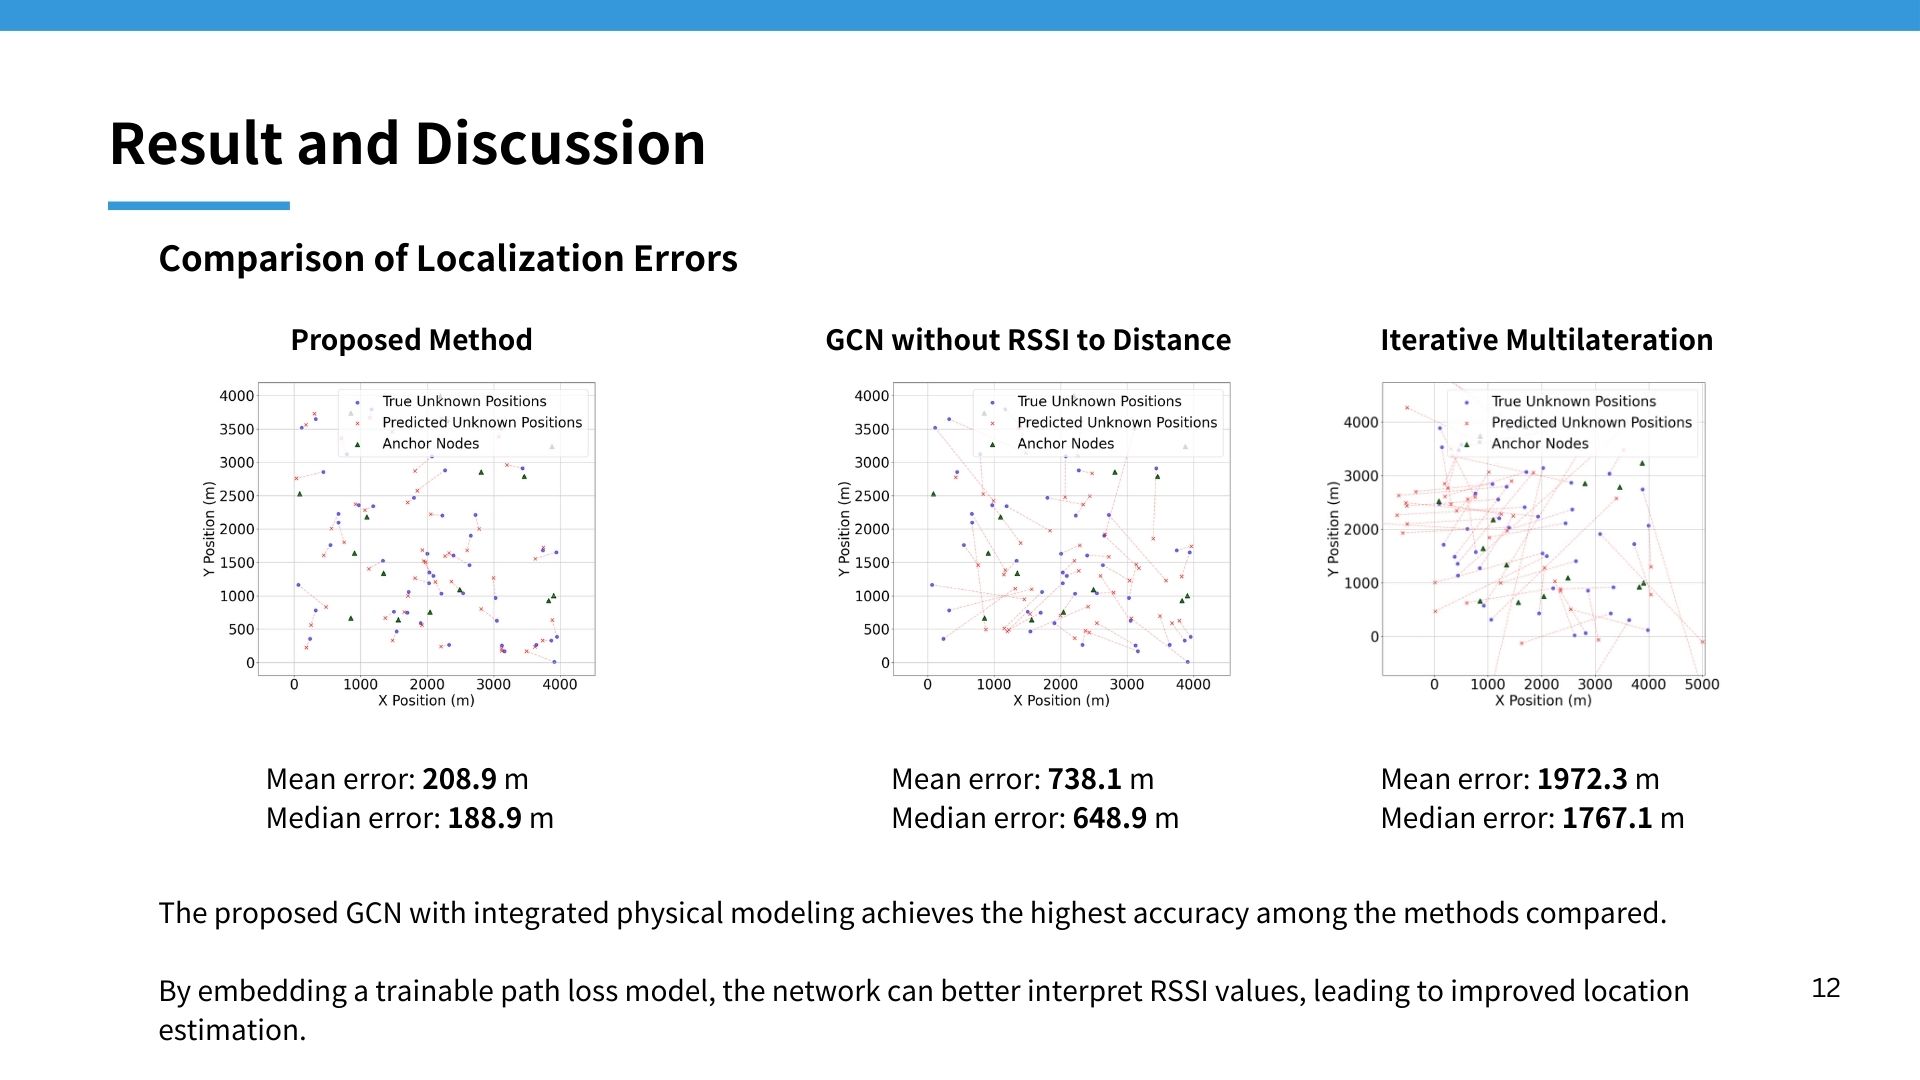 Result and Discussion
Comparison of Localization Errors
Proposed Method
4000
3500
3000
2500
2000
1500
1000
500
0
Y Position (m)
True Unknown Positions
Predicted Unknown Positions
Anchor Nodes
0 1000 2000 3000 4000
X Position (m)
Mean error: 208.9 m
Median error: 188.9 m
GCN without RSSI to Distance
4000
3500
3000
2500
2000
1500
1000
500
0
Y Position (m)
True Unknown Positions
Predicted Unknown Positions
Anchor Nodes
0 1000 2000 3000 4000
X Position (m)
Mean error: 738.1 m
Median error: 648.9 m
Iterative Multilateration
4000
3000
2000
1000
0
Y Position (m)
True Unknown Positions
Predicted Unknown Positions
Anchor Nodes
0 1000 2000 3000 4000 5000
X Position (m)
Mean error: 1972.3 m
Median error: 1767.1 m
The proposed GCN with integrated physical modeling achieves the highest accuracy among the methods compared.
By embedding a trainable path loss model, the network can better interpret RSSI values, leading to improved location
estimation.
12